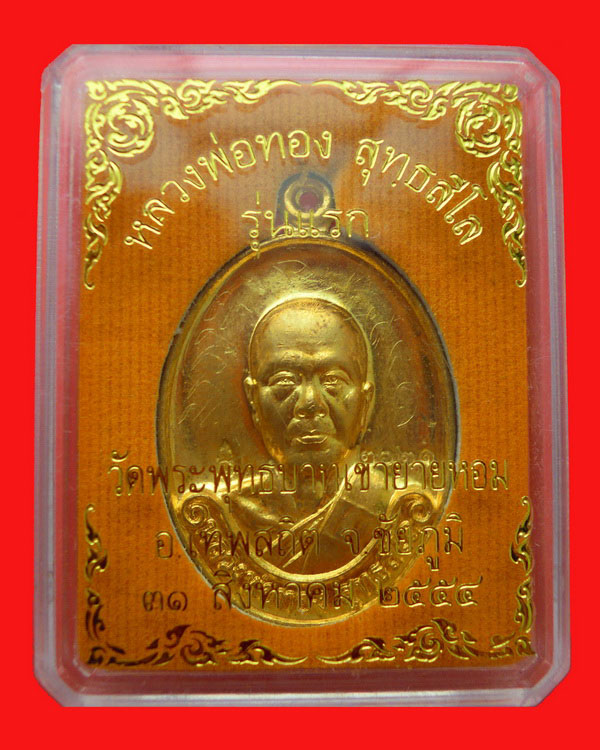 หลวงพ่อทอง สุทฺธสีโล
รุ่นแรก
วัดพระพุทธบาทเขายายหอม
อ.เทพสถิต จ.ชัยภูมิ
๓๑ สิงหาคม ๒๕๕๔